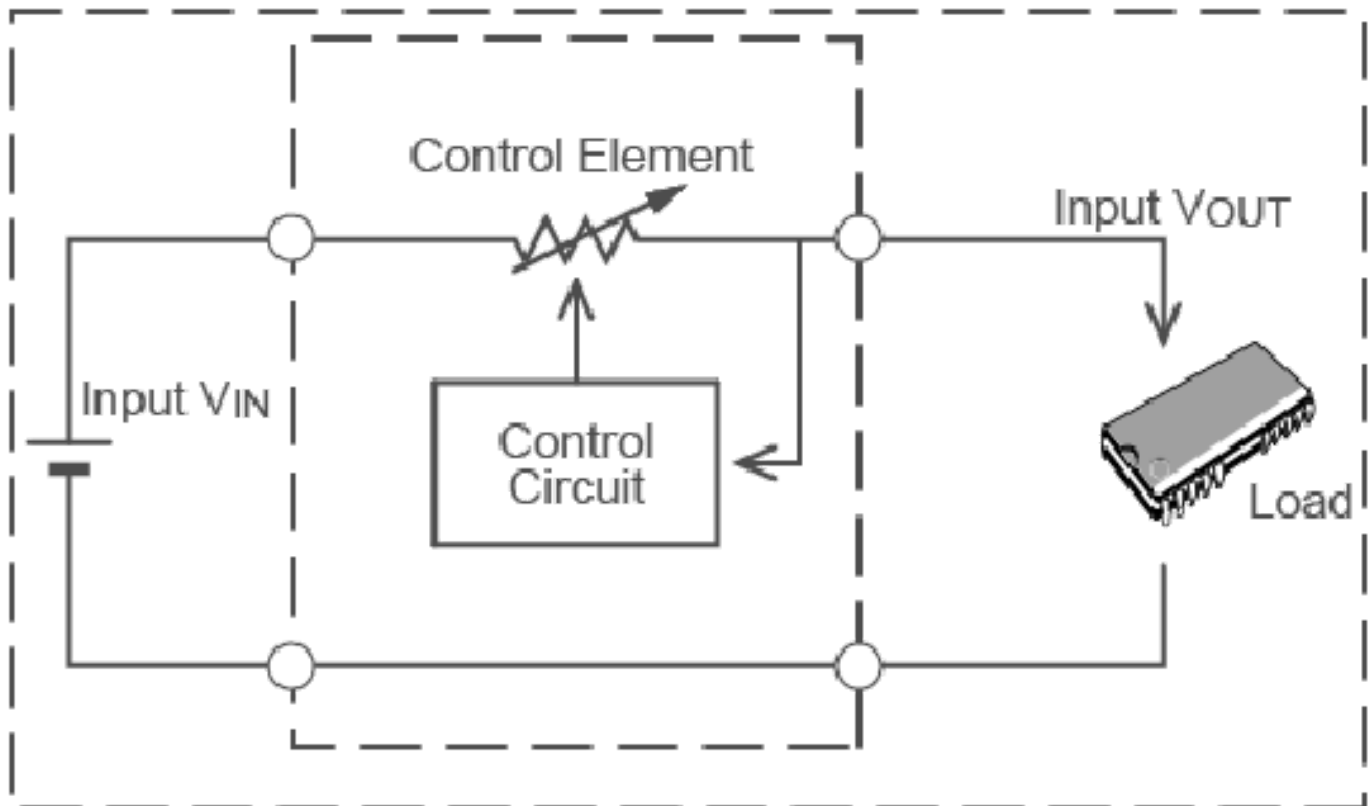 Control Element
Input VOUT
Input VIN
Control
Circuit
Load